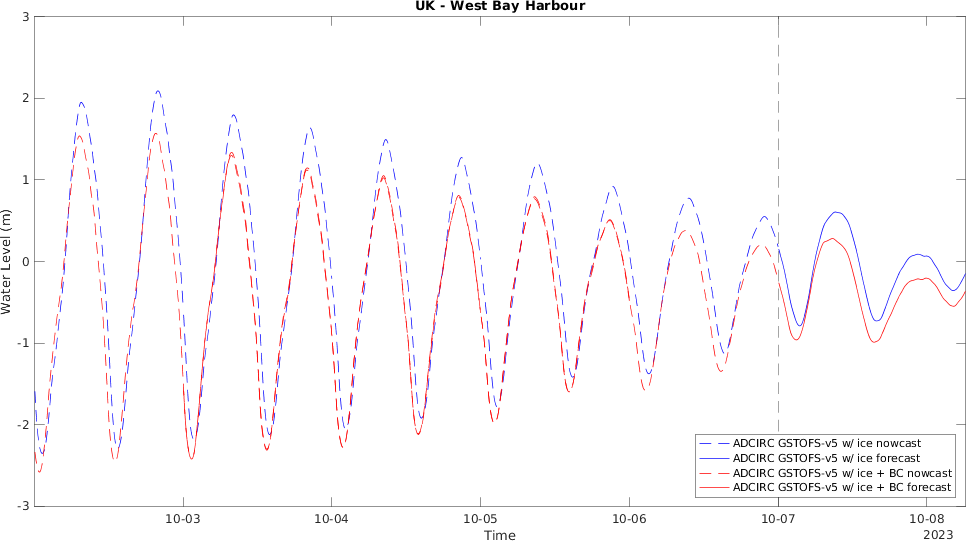 UK - West Bay Harbour
3
2
1
0
-1
-2
-3
Water Level (m)
10-03
10-04
10-05
10-06
10-07
10-08
2023
Time
ADCIRC GSTOFS-v5 w/ ice nowcast
ADCIRC GSTOFS-v5 w/ ice forecast
ADCIRC GSTOFS-v5 w/ ice + BC nowcast
ADCIRC GSTOFS-v5 w/ ice + BC forecast